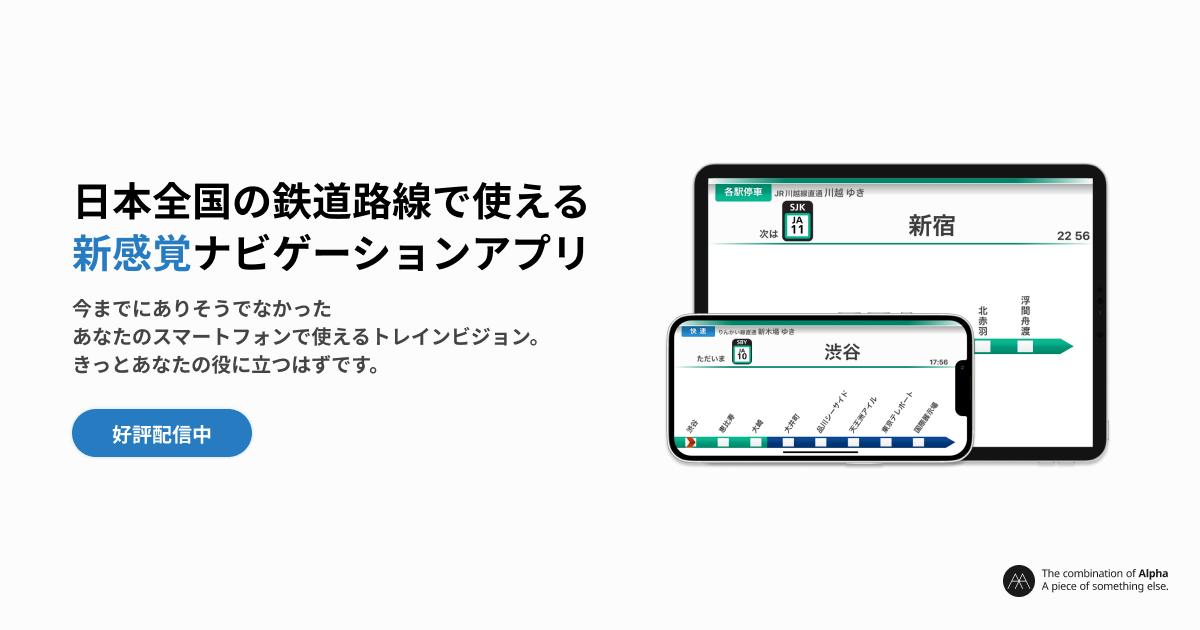 日本全国の鉄道路線で使える
新感覚ナビゲーションアプリ
今までにありそうでなかった
あなたのスマートフォンで使えるトレインビジョン。
きっとあなたの役に立つはずです。
好評配信中
各駅停車 JR川越線直通 川越 ゆき
次は
SJK
JA
11
新宿
22 56
北赤羽
浮間舟渡
快速 りんかい線直通 新木場 ゆき
ただいま
SBY
JA
10
渋谷
17:56
渋谷
恵比寿
大崎
大井町
品川シーサイド
天王洲アイル
東京テレポート
国際展示場
The combination of Alpha
A piece of something else.